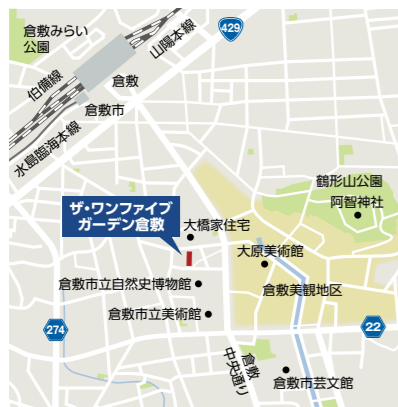 倉敷みらい
公園
伯備線
山陽本線
429
倉敷
倉敷市
水島臨海本線
鶴形山公園
阿智神社
ザ・ワンファイブ
ガーデン倉敷
大橋家住宅
大原美術館
倉敷市立自然史博物館
倉敷美観地区
倉敷市立美術館
274
22
倉敷
中央通り
倉敷市芸文館